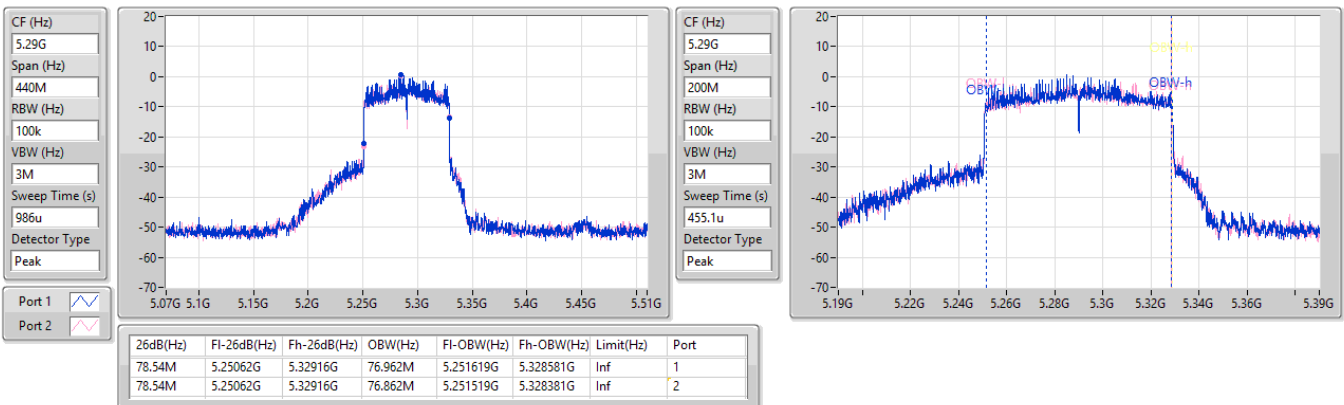 CF (Hz)
5.29G
Span (Hz)
440M
RBW (Hz)
100k
VBW (Hz)
3M
Sweep Time (s)
986u
Detector Type
Peak
Port 1
Port 2
20
10
0
-10
-20
-30
-40
-50
-60
-70
5.07G 5.1G 5.15G 5.2G 5.25G 5.3G 5.35G 5.4G 5.45G 5.51G
CF (Hz)
5.29G
Span (Hz)
200M
RBW (Hz)
100k
VBW (Hz)
3M
Sweep Time (s)
455.1u
Detector Type
Peak
20
10
0
-10
-20
-30
-40
-50
-60
-70
OBW-h
5.19G 5.22G 5.24G 5.26G 5.28G 5.3G 5.32G 5.34G 5.36G 5.39G
26dB(Hz) Fl-26dB(Hz) Fh-26dB(Hz) OBW(Hz) Fl-OBW(Hz) Fh-OBW(Hz) Limit(Hz) Port
78.54M 5.25062G 5.32916G 76.962M 5.251619G 5.328581G Inf 1
78.54M 5.25062G 5.32916G 76.862M 5.251519G 5.328381G Inf 2